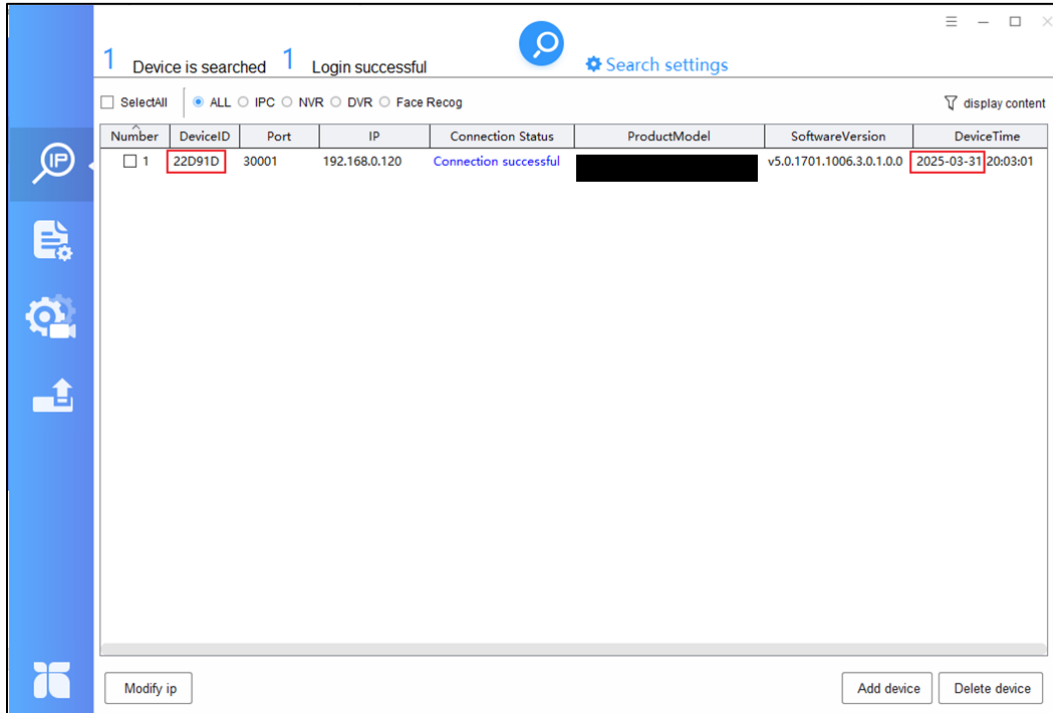 1 Device is searched 1 Login successful Search settings
SelectAll ALL IPC NVR DVR Face Recog display content
Number DeviceID Port IP Connection Status ProductModel SoftwareVersion DeviceTime
IP 1 22D91D 30001 192.168.0.120 Connection successful v5.0.1701.1006.3.0.1.0.0 2025-03-31 20:03:01
Modify ip Add device Delete device